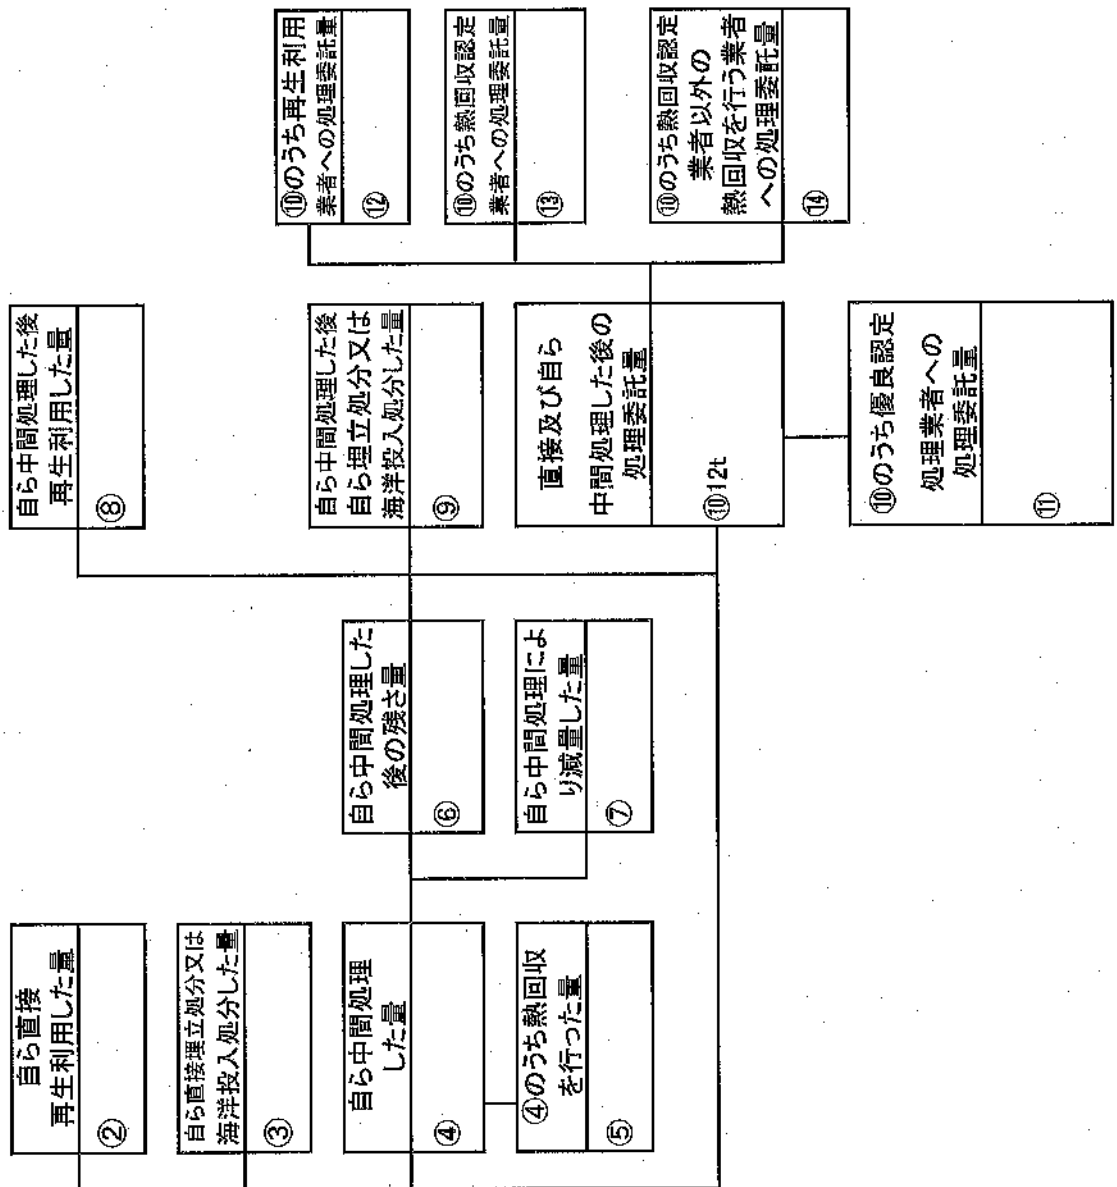 自ら直接
再生利用した量
②
自ら直接埋立処分又は
海洋投入処分した量
③
自ら中間処理
した量
④
④のうち熱回収
を行った量
⑤
自ら中間処理した
後の残さ量
⑥
自ら中間処理によ
り減量した量
⑦
自ら中間処理した後
再生利用した量
⑧
自ら中間処理した後
自ら埋立処分又は
海洋投入処分した量
⑨
直接及び自ら
中間処理した後の
処理委託量
⑩12t
⑩のうち優良認定
処理業者への
処理委託量
⑪
⑩のうち再生利用
業者への処理委託量
⑫
⑩のうち熱回収認定
業者への処理委託量
⑬
⑩のうち熱回収認定
業者以外の
熱回収を行う業者
への処理委託量
⑭